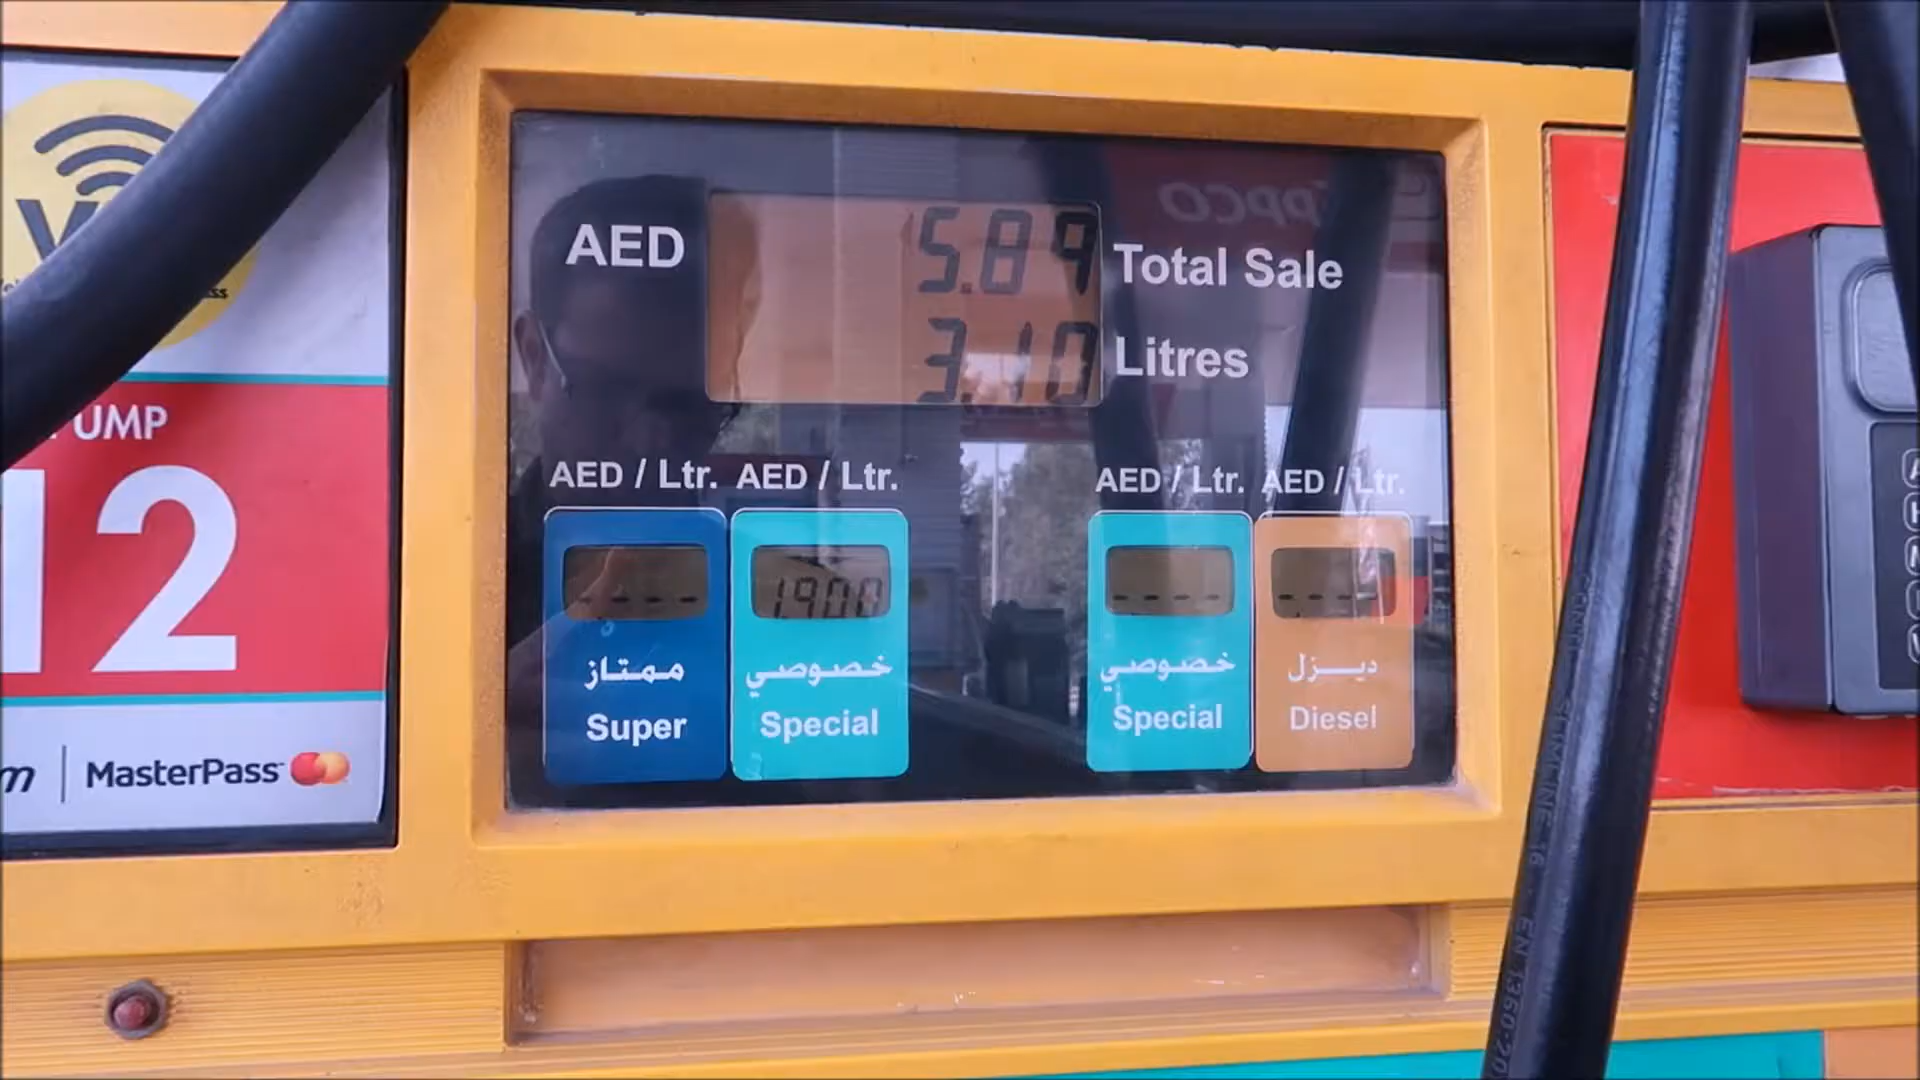 PUMP
12
MasterPass
AED 5.89 Total Sale
3.10 Litres
AED / Ltr. AED / Ltr. AED / Ltr. AED / Ltr.
---- 1.900 ---- ----
ممتاز خصوصي خصوصي ديزل
Super Special Special Diesel